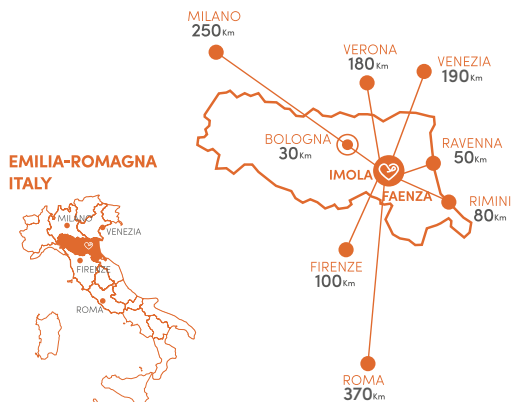 MILANO
250Km
VERONA
180Km
VENEZIA
190Km
BOLOGNA
30Km
RAVENNA
50Km
IMOLA
FAENZA
RIMINI
80Km
FIRENZE
100Km
ROMA
370Km
EMILIA-ROMAGNA
ITALY
MILANO
VENEZIA
FIRENZE
ROMA